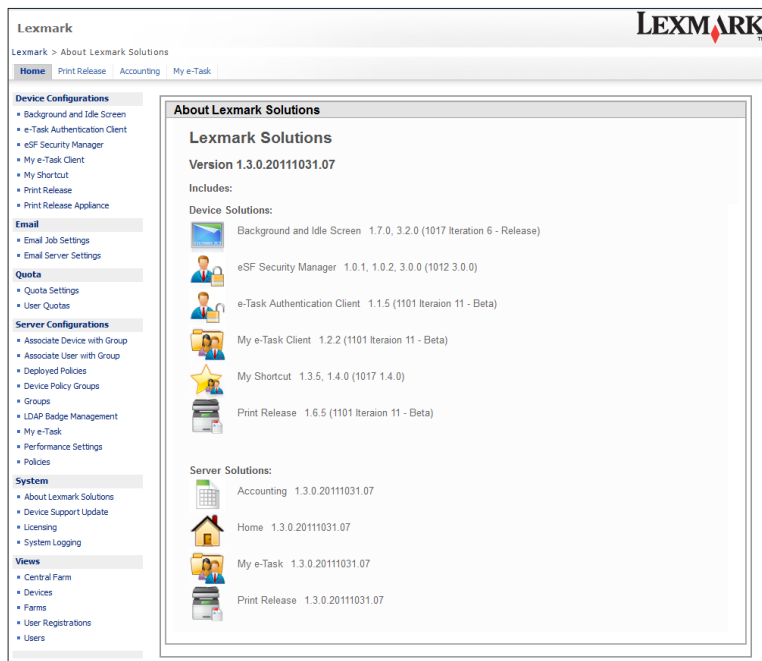 Lexmark
LEXMARK
TM
Lexmark > About Lexmark Solutions
Home Print Release Accounting My e-Task
Device Configurations
Background and Idle Screen
e-Task Authentication Client
eSF Security Manager
My e-Task Client
My Shortcut
Print Release
Print Release Appliance
Email
Email Job Settings
Email Server Settings
Quota
Quota Settings
User Quotas
Server Configurations
Associate Device with Group
Associate User with Group
Deployed Policies
Device Policy Groups
Groups
LDAP Badge Management
My e-Task
Performance Settings
Policies
System
About Lexmark Solutions
Device Support Update
Licensing
System Logging
Views
Central Farm
Devices
Farms
User Registrations
Users
About Lexmark Solutions
Lexmark Solutions
Version 1.3.0.20111031.07
Includes:
Device Solutions:
Background and Idle Screen 1.7.0, 3.2.0 (1017 Iteration 6 - Release)
eSF Security Manager 1.0.1, 1.0.2, 3.0.0 (1012 3.0.0)
e-Task Authentication Client 1.1.5 (1101 Iteraion 11 - Beta)
My e-Task Client 1.2.2 (1101 Iteraion 11 - Beta)
My Shortcut 1.3.5, 1.4.0 (1017 1.4.0)
Print Release 1.6.5 (1101 Iteraion 11 - Beta)
Server Solutions:
Accounting 1.3.0.20111031.07
Home 1.3.0.20111031.07
My e-Task 1.3.0.20111031.07
Print Release 1.3.0.20111031.07